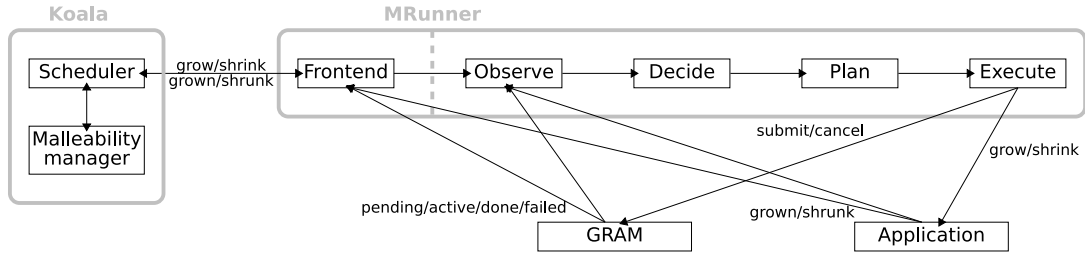 Koala
MRunner
Scheduler
grow/shrink
grown/shrunk
Frontend
Observe
Decide
Plan
Execute
Malleability
manager
submit/cancel
grow/shrink
pending/active/done/failed
grown/shrunk
GRAM
Application